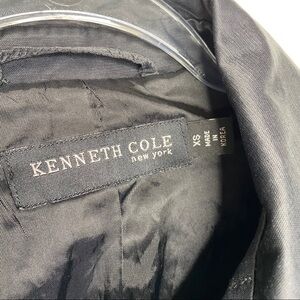 KENNETH COLE
new york
XS
MADE
IN
KOREA